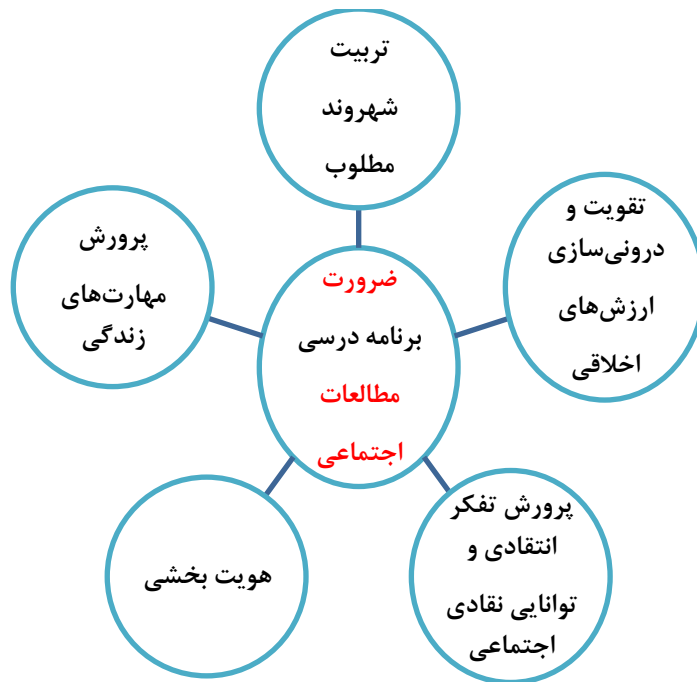 تربیت
شهروند
مطلوب
تقویت و
درونی‌سازی
ارزش‌های
اخلاقی
پرورش
مهارت‌های
زندگی
ضرورت
برنامه درسی
مطالعات
اجتماعی
پرورش تفکر
انتقادی و
توانایی نقادی
اجتماعی
هویت بخشی